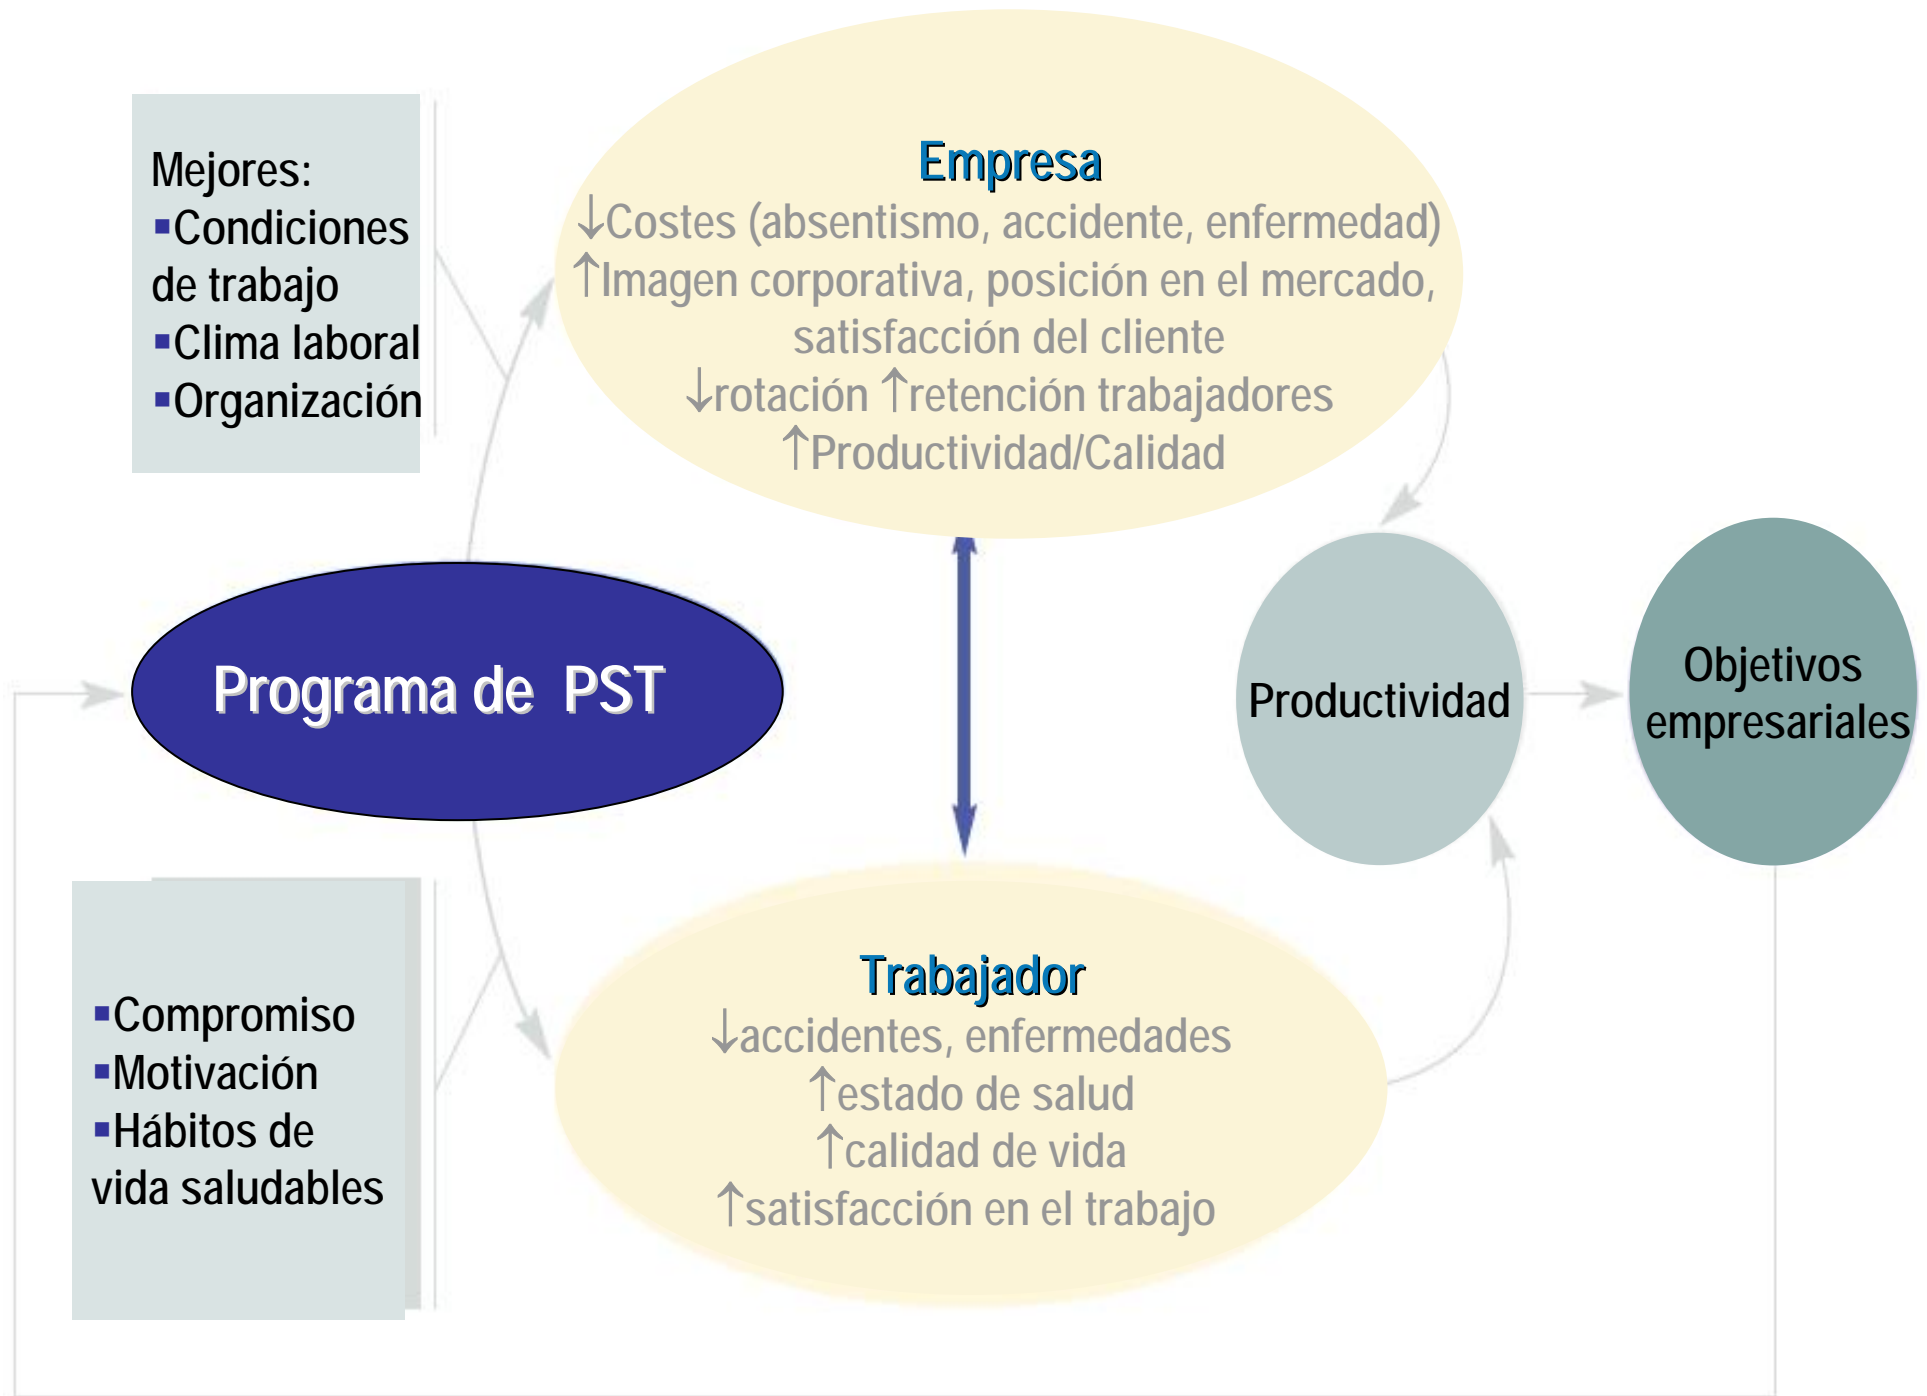 Mejores:
▪Condiciones
de trabajo
▪Clima laboral
▪Organización
Empresa
↓Costes (absentismo, accidente, enfermedad)
↑Imagen corporativa, posición en el mercado,
satisfacción del cliente
↓rotación ↑retención trabajadores
↑Productividad/Calidad
Programa de PST
Productividad
Objetivos
empresariales
▪Compromiso
▪Motivación
▪Hábitos de
vida saludables
Trabajador
↓accidentes, enfermedades
↑estado de salud
↑calidad de vida
↑satisfacción en el trabajo